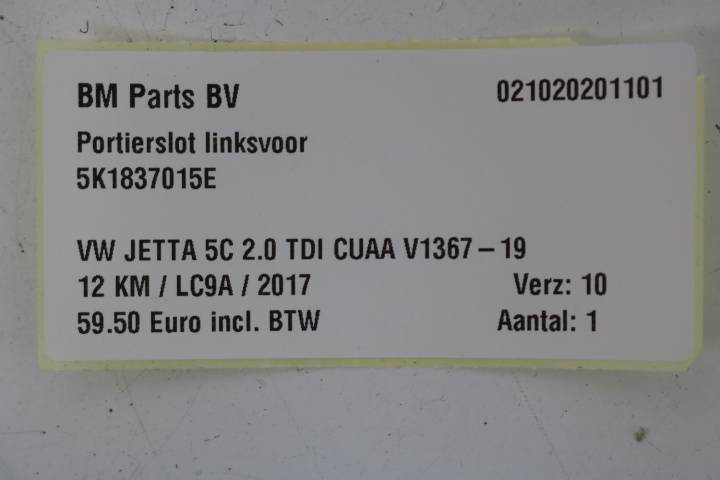 BM Parts BV 021020201101
Portierslot linksvoor
5K1837015E
VW JETTA 5C 2.0 TDI CUAA V1367 – 19
12 KM / LC9A / 2017 Verz: 10
59.50 Euro incl. BTW Aantal: 1